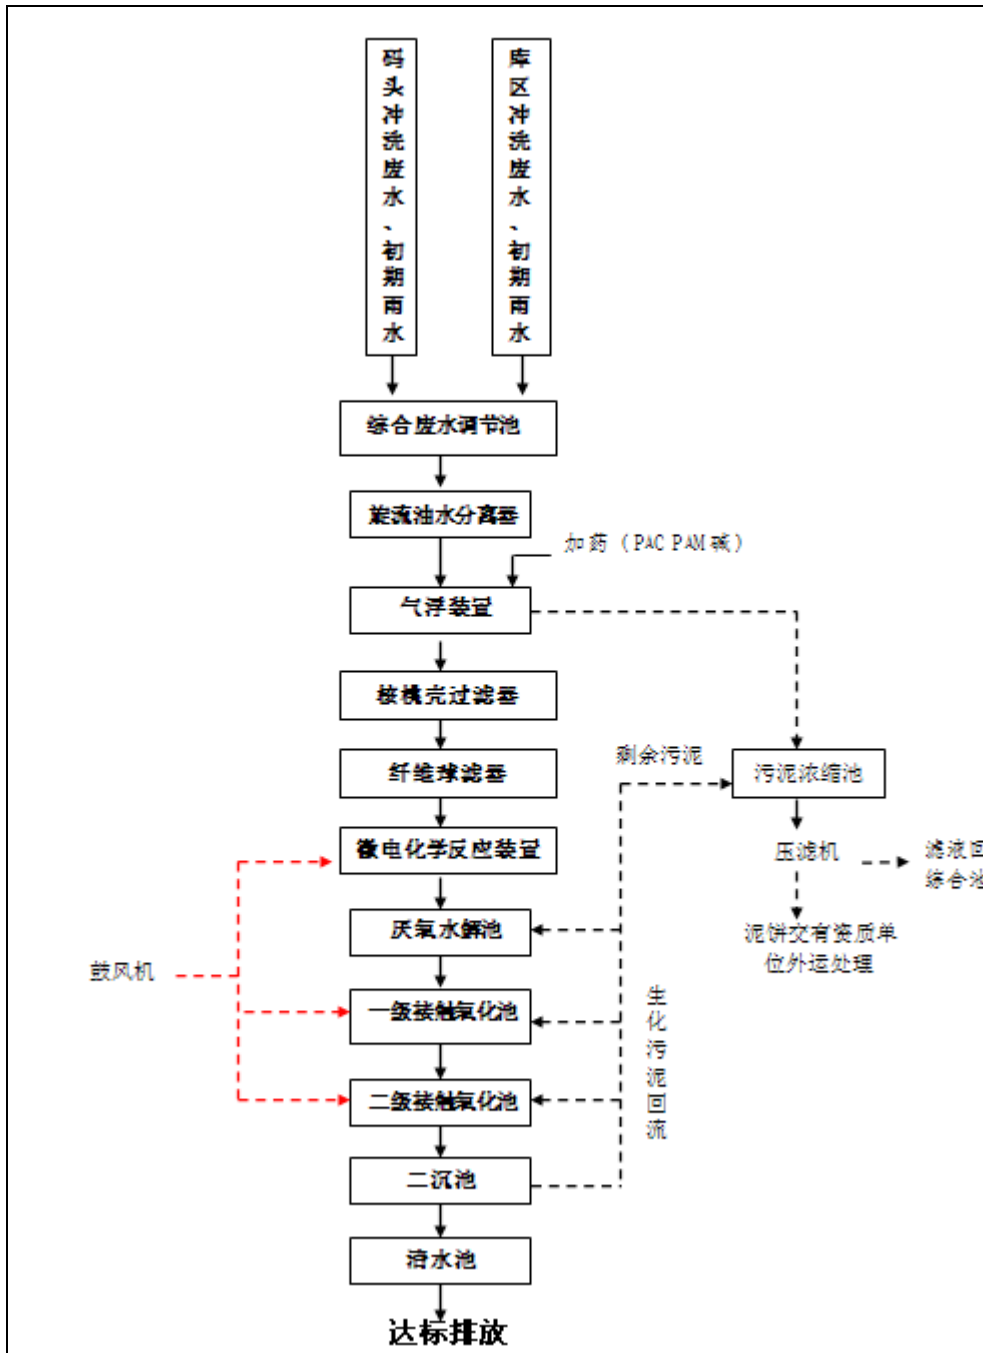 码头冲洗废水、初期雨水
库区冲洗废水、初期雨水
综合废水调节池
旋流油水分离器
加药（PAC PAM 碱）
气浮装置
核桃壳过滤器
剩余污泥
污泥浓缩池
纤维球滤器
微电化学反应装置
压滤机
滤液回
综合池
厌氧水解池
泥饼交有资质单
位外运处理
鼓风机
一级接触氧化池
生化污泥回流
二级接触氧化池
二沉池
清水池
达标排放